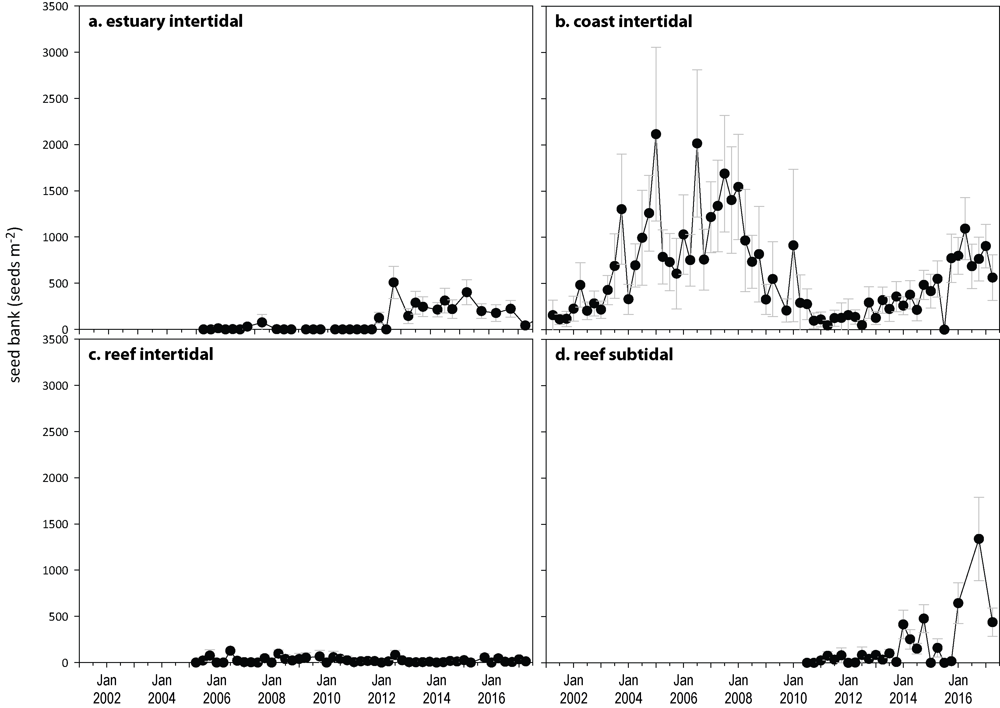 a. estuary intertidal
b. coast intertidal
3500
3000
2500
2000
1500
1000
500
0
seed bank (seeds m-2)
c. reef intertidal
d. reef subtidal
3500
3000
2500
2000
1500
1000
500
0
Jan Jan Jan Jan Jan Jan Jan Jan
2002 2004 2006 2008 2010 2012 2014 2016
Jan Jan Jan Jan Jan Jan Jan Jan
2002 2004 2006 2008 2010 2012 2014 2016